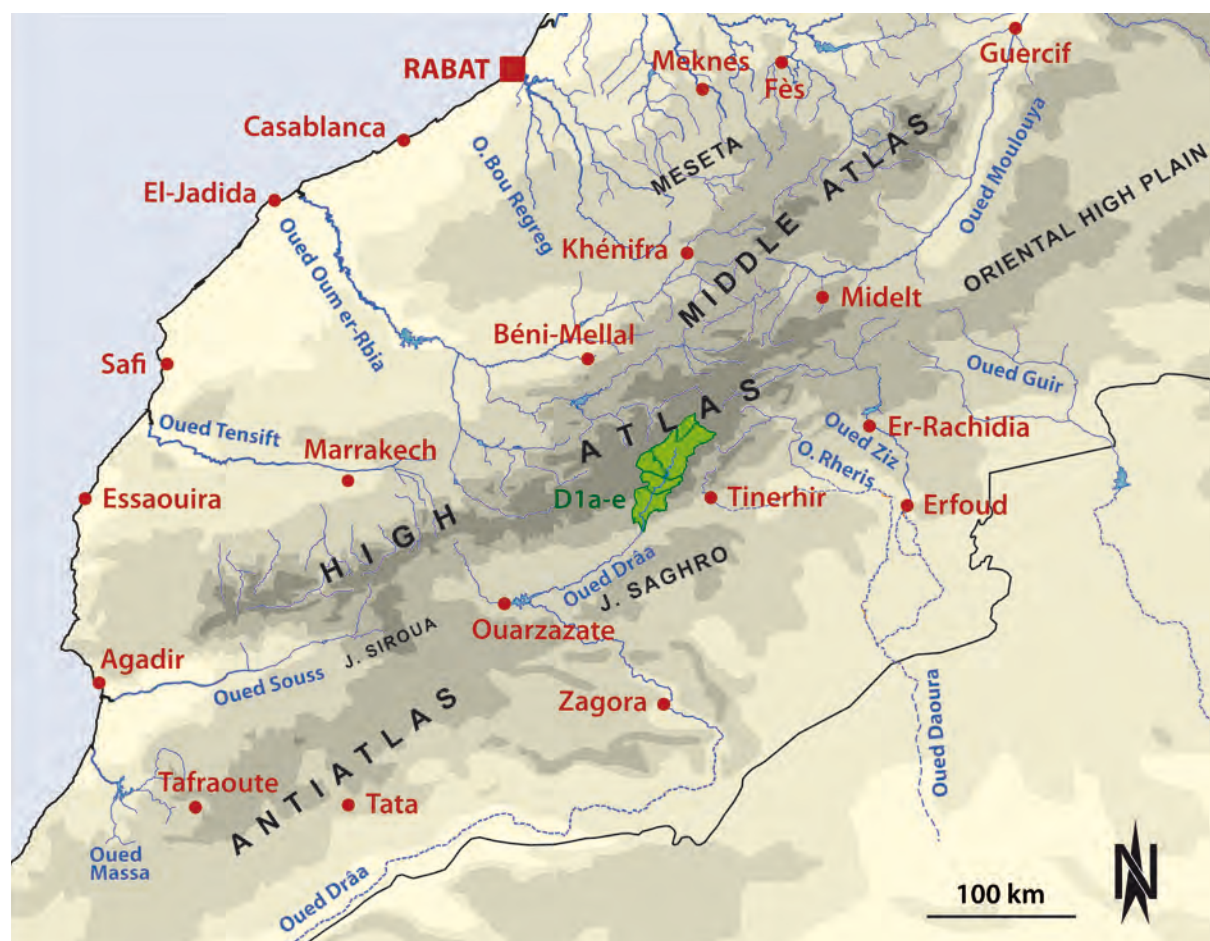 RABAT
Meknes
Fès
Guercif
Casablanca
O. Bou Regreg
MESETA
MIDDLE ATLAS
Oued Moulouya
ORIENTAL HIGH PLAIN
El-Jadida
Oued Oum er-Rbia
Khénifra
Midelt
Béni-Mellal
Safi
Oued Guir
Oued Tensift
Marrakech
HIGH ATLAS
Er-Rachidia
Oued Ziz
O. Rheris
Essaouira
D1a-e
Tinerhir
Erfoud
Oued Drâa
J. SAGHRO
Ouarzazate
J. SIROUA
Agadir
Oued Souss
Zagora
Oued Daoura
ANTIATLAS
Tafraoute
Tata
Oued
Massa
Oued Drâa
100 km
N